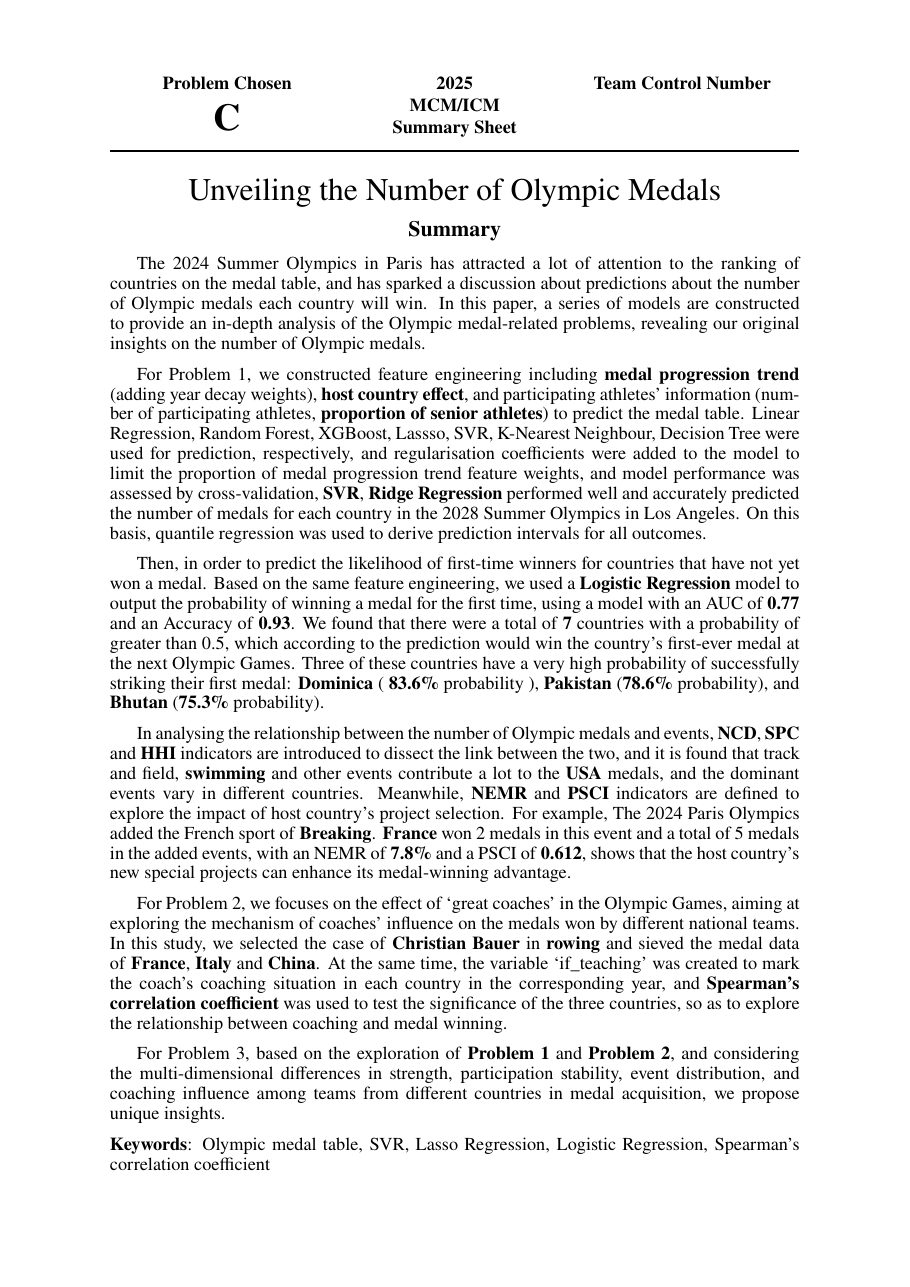 Problem Chosen
C
2025
MCM/ICM
Summary Sheet
Team Control Number
Unveiling the Number of Olympic Medals
Summary
The 2024 Summer Olympics in Paris has attracted a lot of attention to the ranking of
countries on the medal table, and has sparked a discussion about predictions about the number
of Olympic medals each country will win. In this paper, a series of models are constructed
to provide an in-depth analysis of the Olympic medal-related problems, revealing our original
insights on the number of Olympic medals.
For Problem 1, we constructed feature engineering including medal progression trend
(adding year decay weights), host country effect, and participating athletes’ information (num-
ber of participating athletes, proportion of senior athletes) to predict the medal table. Linear
Regression, Random Forest, XGBoost, Lassso, SVR, K-Nearest Neighbour, Decision Tree were
used for prediction, respectively, and regularisation coefficients were added to the model to
limit the proportion of medal progression trend feature weights, and model performance was
assessed by cross-validation, SVR, Ridge Regression performed well and accurately predicted
the number of medals for each country in the 2028 Summer Olympics in Los Angeles. On this
basis, quantile regression was used to derive prediction intervals for all outcomes.
Then, in order to predict the likelihood of first-time winners for countries that have not yet
won a medal. Based on the same feature engineering, we used a Logistic Regression model to
output the probability of winning a medal for the first time, using a model with an AUC of 0.77
and an Accuracy of 0.93. We found that there were a total of 7 countries with a probability of
greater than 0.5, which according to the prediction would win the country’s first-ever medal at
the next Olympic Games. Three of these countries have a very high probability of successfully
striking their first medal: Dominica ( 83.6% probability ), Pakistan (78.6% probability), and
Bhutan (75.3% probability).
In analysing the relationship between the number of Olympic medals and events, NCD, SPC
and HHI indicators are introduced to dissect the link between the two, and it is found that track
and field, swimming and other events contribute a lot to the USA medals, and the dominant
events vary in different countries. Meanwhile, NEMR and PSCI indicators are defined to
explore the impact of host country’s project selection. For example, The 2024 Paris Olympics
added the French sport of Breaking. France won 2 medals in this event and a total of 5 medals
in the added events, with an NEMR of 7.8% and a PSCI of 0.612, shows that the host country’s
new special projects can enhance its medal-winning advantage.
For Problem 2, we focuses on the effect of ‘great coaches’ in the Olympic Games, aiming at
exploring the mechanism of coaches’ influence on the medals won by different national teams.
In this study, we selected the case of Christian Bauer in rowing and sieved the medal data
of France, Italy and China. At the same time, the variable ‘if_teaching’ was created to mark
the coach’s coaching situation in each country in the corresponding year, and Spearman’s
correlation coefficient was used to test the significance of the three countries, so as to explore
the relationship between coaching and medal winning.
For Problem 3, based on the exploration of Problem 1 and Problem 2, and considering
the multi-dimensional differences in strength, participation stability, event distribution, and
coaching influence among teams from different countries in medal acquisition, we propose
unique insights.
Keywords: Olympic medal table, SVR, Lasso Regression, Logistic Regression, Spearman’s
correlation coefficient